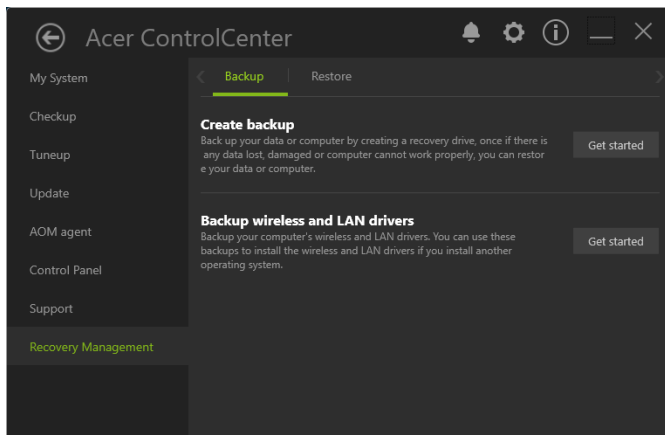 Acer ControlCenter
My System
Checkup
Tuneup
Update
AOM agent
Control Panel
Support
Recovery Management
Backup
Restore
Create backup
Back up your data or computer by creating a recovery drive, once if there is
any data lost, damaged or computer cannot work properly, you can restor
e your data or computer.
Get started
Backup wireless and LAN drivers
Backup your computer's wireless and LAN drivers. You can use these
backups to install the wireless and LAN drivers if you install another
operating system.
Get started